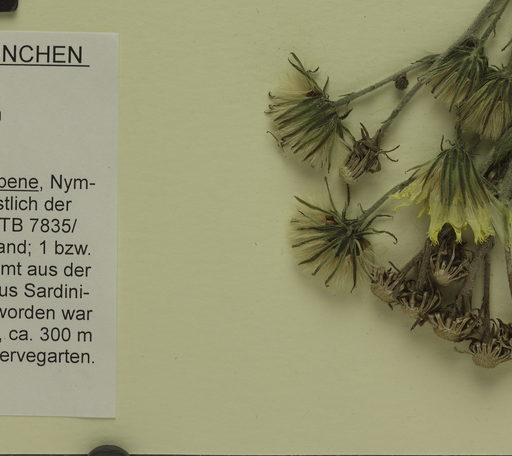 NCHEN
bene, Nym-
stlich der
TB 7835/
and; 1 bzw.
mt aus der
us Sardini-
worden war
, ca. 300 m
ervegarten.